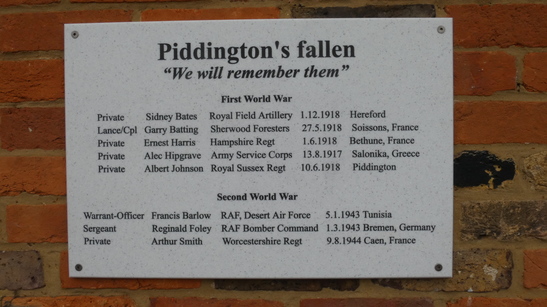 Piddington's fallen
"We will remember them"
First World War
Private Sidney Bates Royal Field Artillery 1.12.1918 Hereford
Lance/Cpl Garry Batting Sherwood Foresters 27.5.1918 Soissons, France
Private Ernest Harris Hampshire Regt 1.6.1918 Bethune, France
Private Alec Hipgrave Army Service Corps 13.8.1917 Salonika, Greece
Private Albert Johnson Royal Sussex Regt 10.6.1918 Piddington
Second World War
Warrant-Officer Francis Barlow RAF, Desert Air Force 5.1.1943 Tunisia
Sergeant Reginald Foley RAF Bomber Command 1.3.1943 Bremen, Germany
Private Arthur Smith Worcestershire Regt 9.8.1944 Caen, France